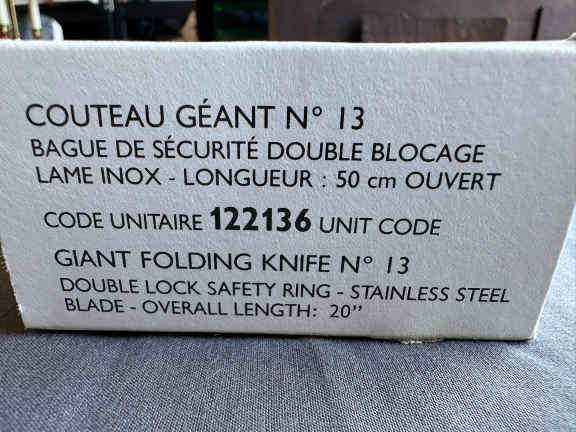 COUTEAU GÉANT N° 13
BAGUE DE SÉCURITÉ DOUBLE BLOCAGE
LAME INOX - LONGUEUR : 50 cm OUVERT
CODE UNITAIRE 122136 UNIT CODE
GIANT FOLDING KNIFE N° 13
DOUBLE LOCK SAFETY RING - STAINLESS STEEL
BLADE - OVERALL LENGTH: 20"